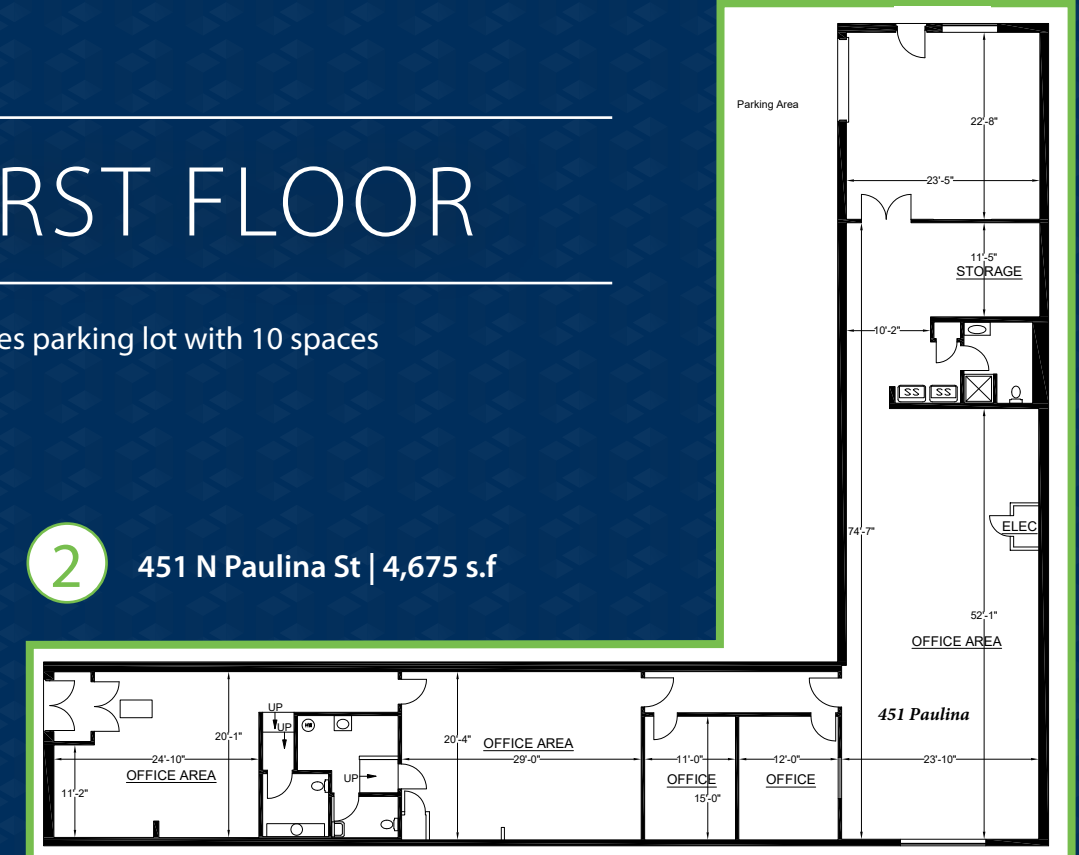 RST FLOOR
es parking lot with 10 spaces
2
451 N Paulina St | 4,675 s.f
Parking Area
22'-8"
23'-5"
11'-5"
STORAGE
10'-2"
SS SS
ELEC
74'-7"
52'-1"
OFFICE AREA
451 Paulina
23'-10"
UP
UP
20'-1"
24'-10"
OFFICE AREA
11'-2"
UP
20'-4"
OFFICE AREA
29'-0"
11'-0"
OFFICE
15'-0"
12'-0"
OFFICE